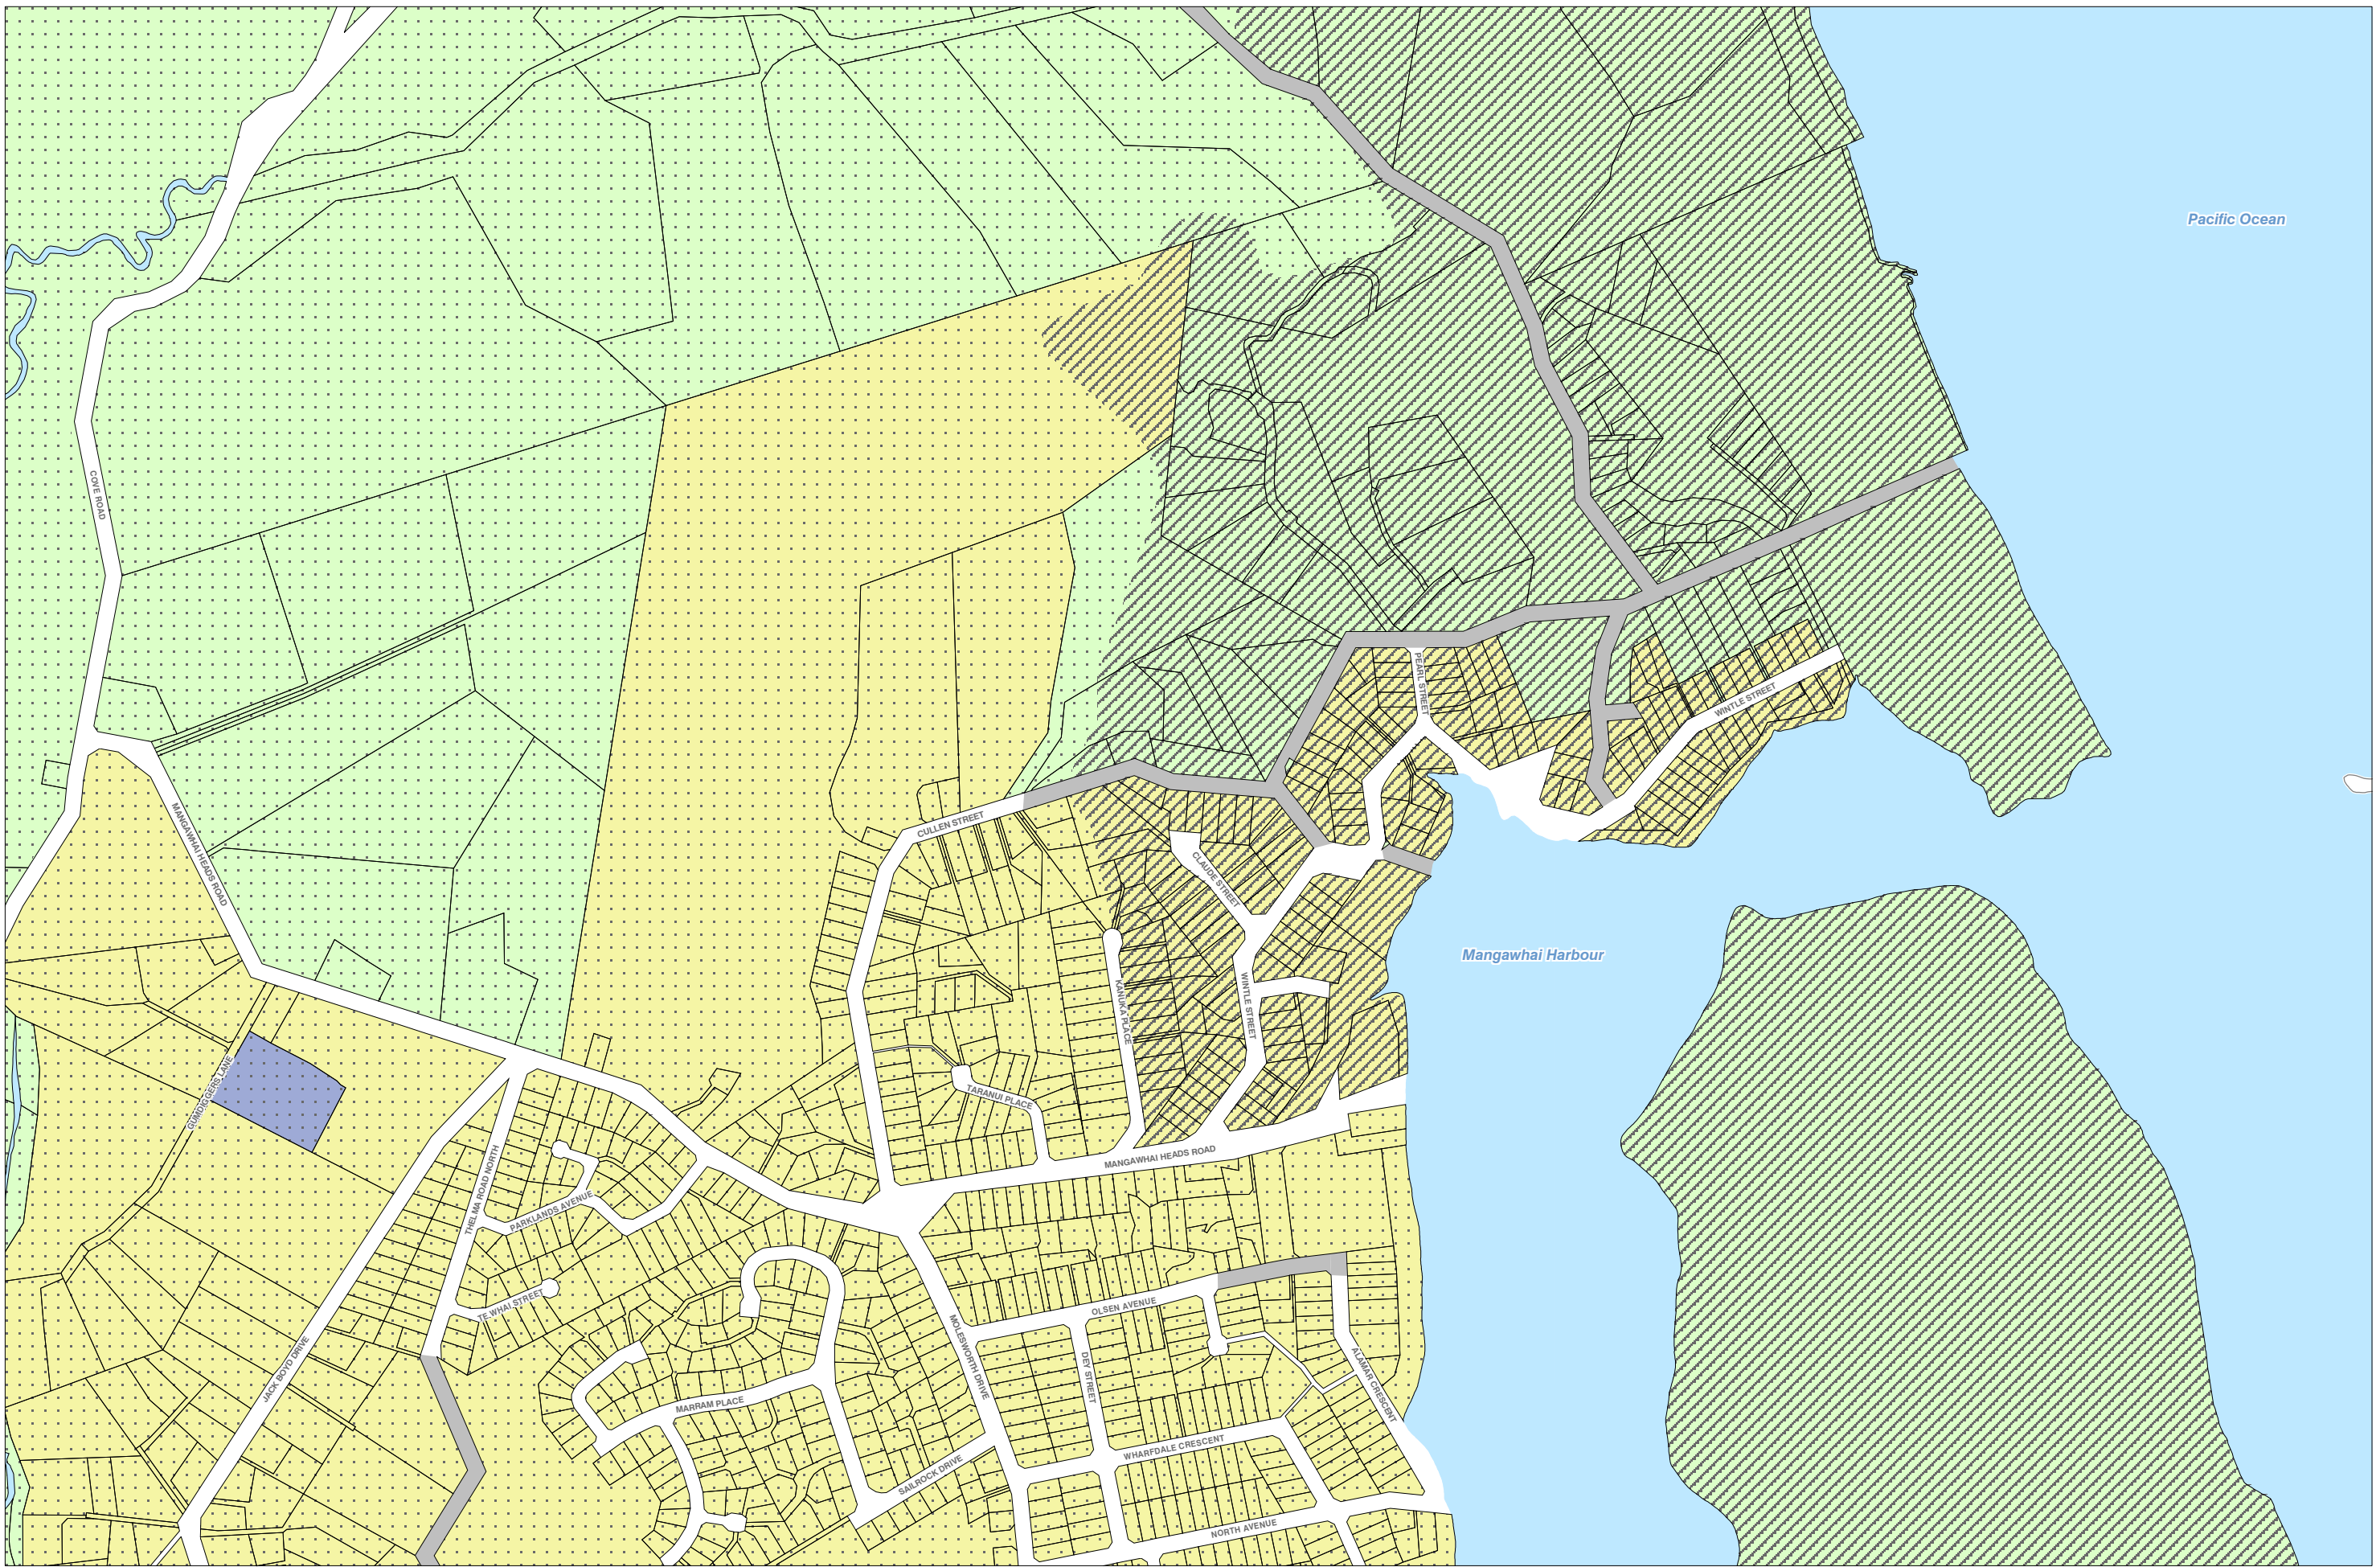 Pacific Ocean
COVE ROAD
PEARL STREET
WINTLE STREET
MANGAWHAI HEADS ROAD
CULLEN STREET
CLAUDE STREET
Mangawhai Harbour
KANUKA PLACE
WINTLE STREET
GUMDIGGERS LANE
TARANUI PLACE
MANGAWHAI HEADS ROAD
THELMA ROAD NORTH
PARKLANDS AVENUE
TE WHAI STREET
OLSEN AVENUE
MOLESWORTH DRIVE
JACK BOYD DRIVE
DEY STREET
ALAMAR CRESCENT
MARRAM PLACE
WHARFDALE CRESCENT
SAILROCK DRIVE
NORTH AVENUE